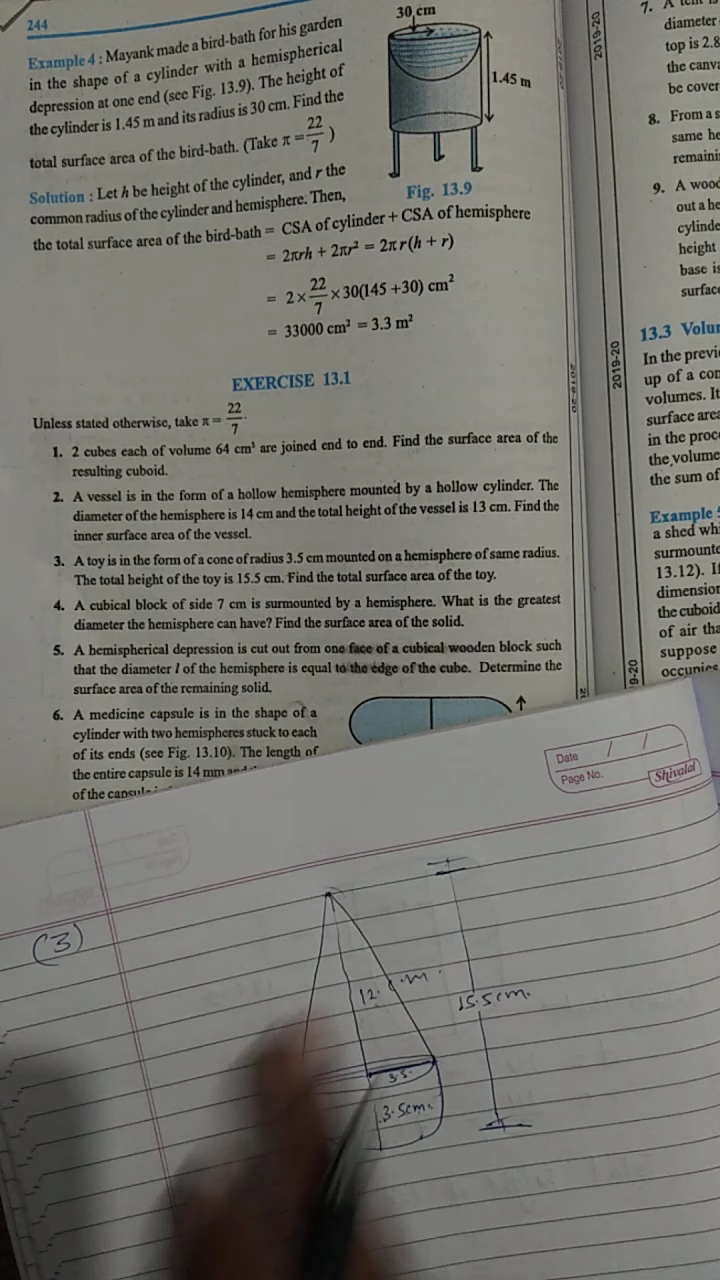 244
Example 4 : Mayank made a bird-bath for his garden
in the shape of a cylinder with a hemispherical
depression at one end (see Fig. 13.9). The height of
the cylinder is 1.45 m and its radius is 30 cm. Find the
total surface area of the bird-bath. (Take π = 22/7)
30 cm
1.45 m
Fig. 13.9
Solution : Let h be height of the cylinder, and r the
common radius of the cylinder and hemisphere. Then,
the total surface area of the bird-bath = CSA of cylinder + CSA of hemisphere
= 2πrh + 2πr² = 2π r(h + r)
= 2 × 22/7 × 30(145 + 30) cm²
= 33000 cm² = 3.3 m²
EXERCISE 13.1
Unless stated otherwise, take π = 22/7.
1. 2 cubes each of volume 64 cm³ are joined end to end. Find the surface area of the
resulting cuboid.
2. A vessel is in the form of a hollow hemisphere mounted by a hollow cylinder. The
diameter of the hemisphere is 14 cm and the total height of the vessel is 13 cm. Find the
inner surface area of the vessel.
3. A toy is in the form of a cone of radius 3.5 cm mounted on a hemisphere of same radius.
The total height of the toy is 15.5 cm. Find the total surface area of the toy.
4. A cubical block of side 7 cm is surmounted by a hemisphere. What is the greatest
diameter the hemisphere can have? Find the surface area of the solid.
5. A hemispherical depression is cut out from one face of a cubical wooden block such
that the diameter l of the hemisphere is equal to the edge of the cube. Determine the
surface area of the remaining solid.
6. A medicine capsule is in the shape of a
cylinder with two hemispheres stuck to each
of its ends (see Fig. 13.10). The length of
the entire capsule is 14 mm
of the
2019-20
2019-20
7. A
diameter
top is 2.8
the
be cover
8. From a s
same he
remaini
9. A wood
out a he
cylinde
height
base is
surfac
13.3 Volu
In the previ
up of a
volumes. It
surface area
in the proc
the volume
the sum of
Example
a shed
surmounte
13.12). If
dimension
the cuboid
of air tha
suppose
Date / /
Page No.
Shivalal
(3)
12 cm.
15.5cm.
3.5
3.5cm.